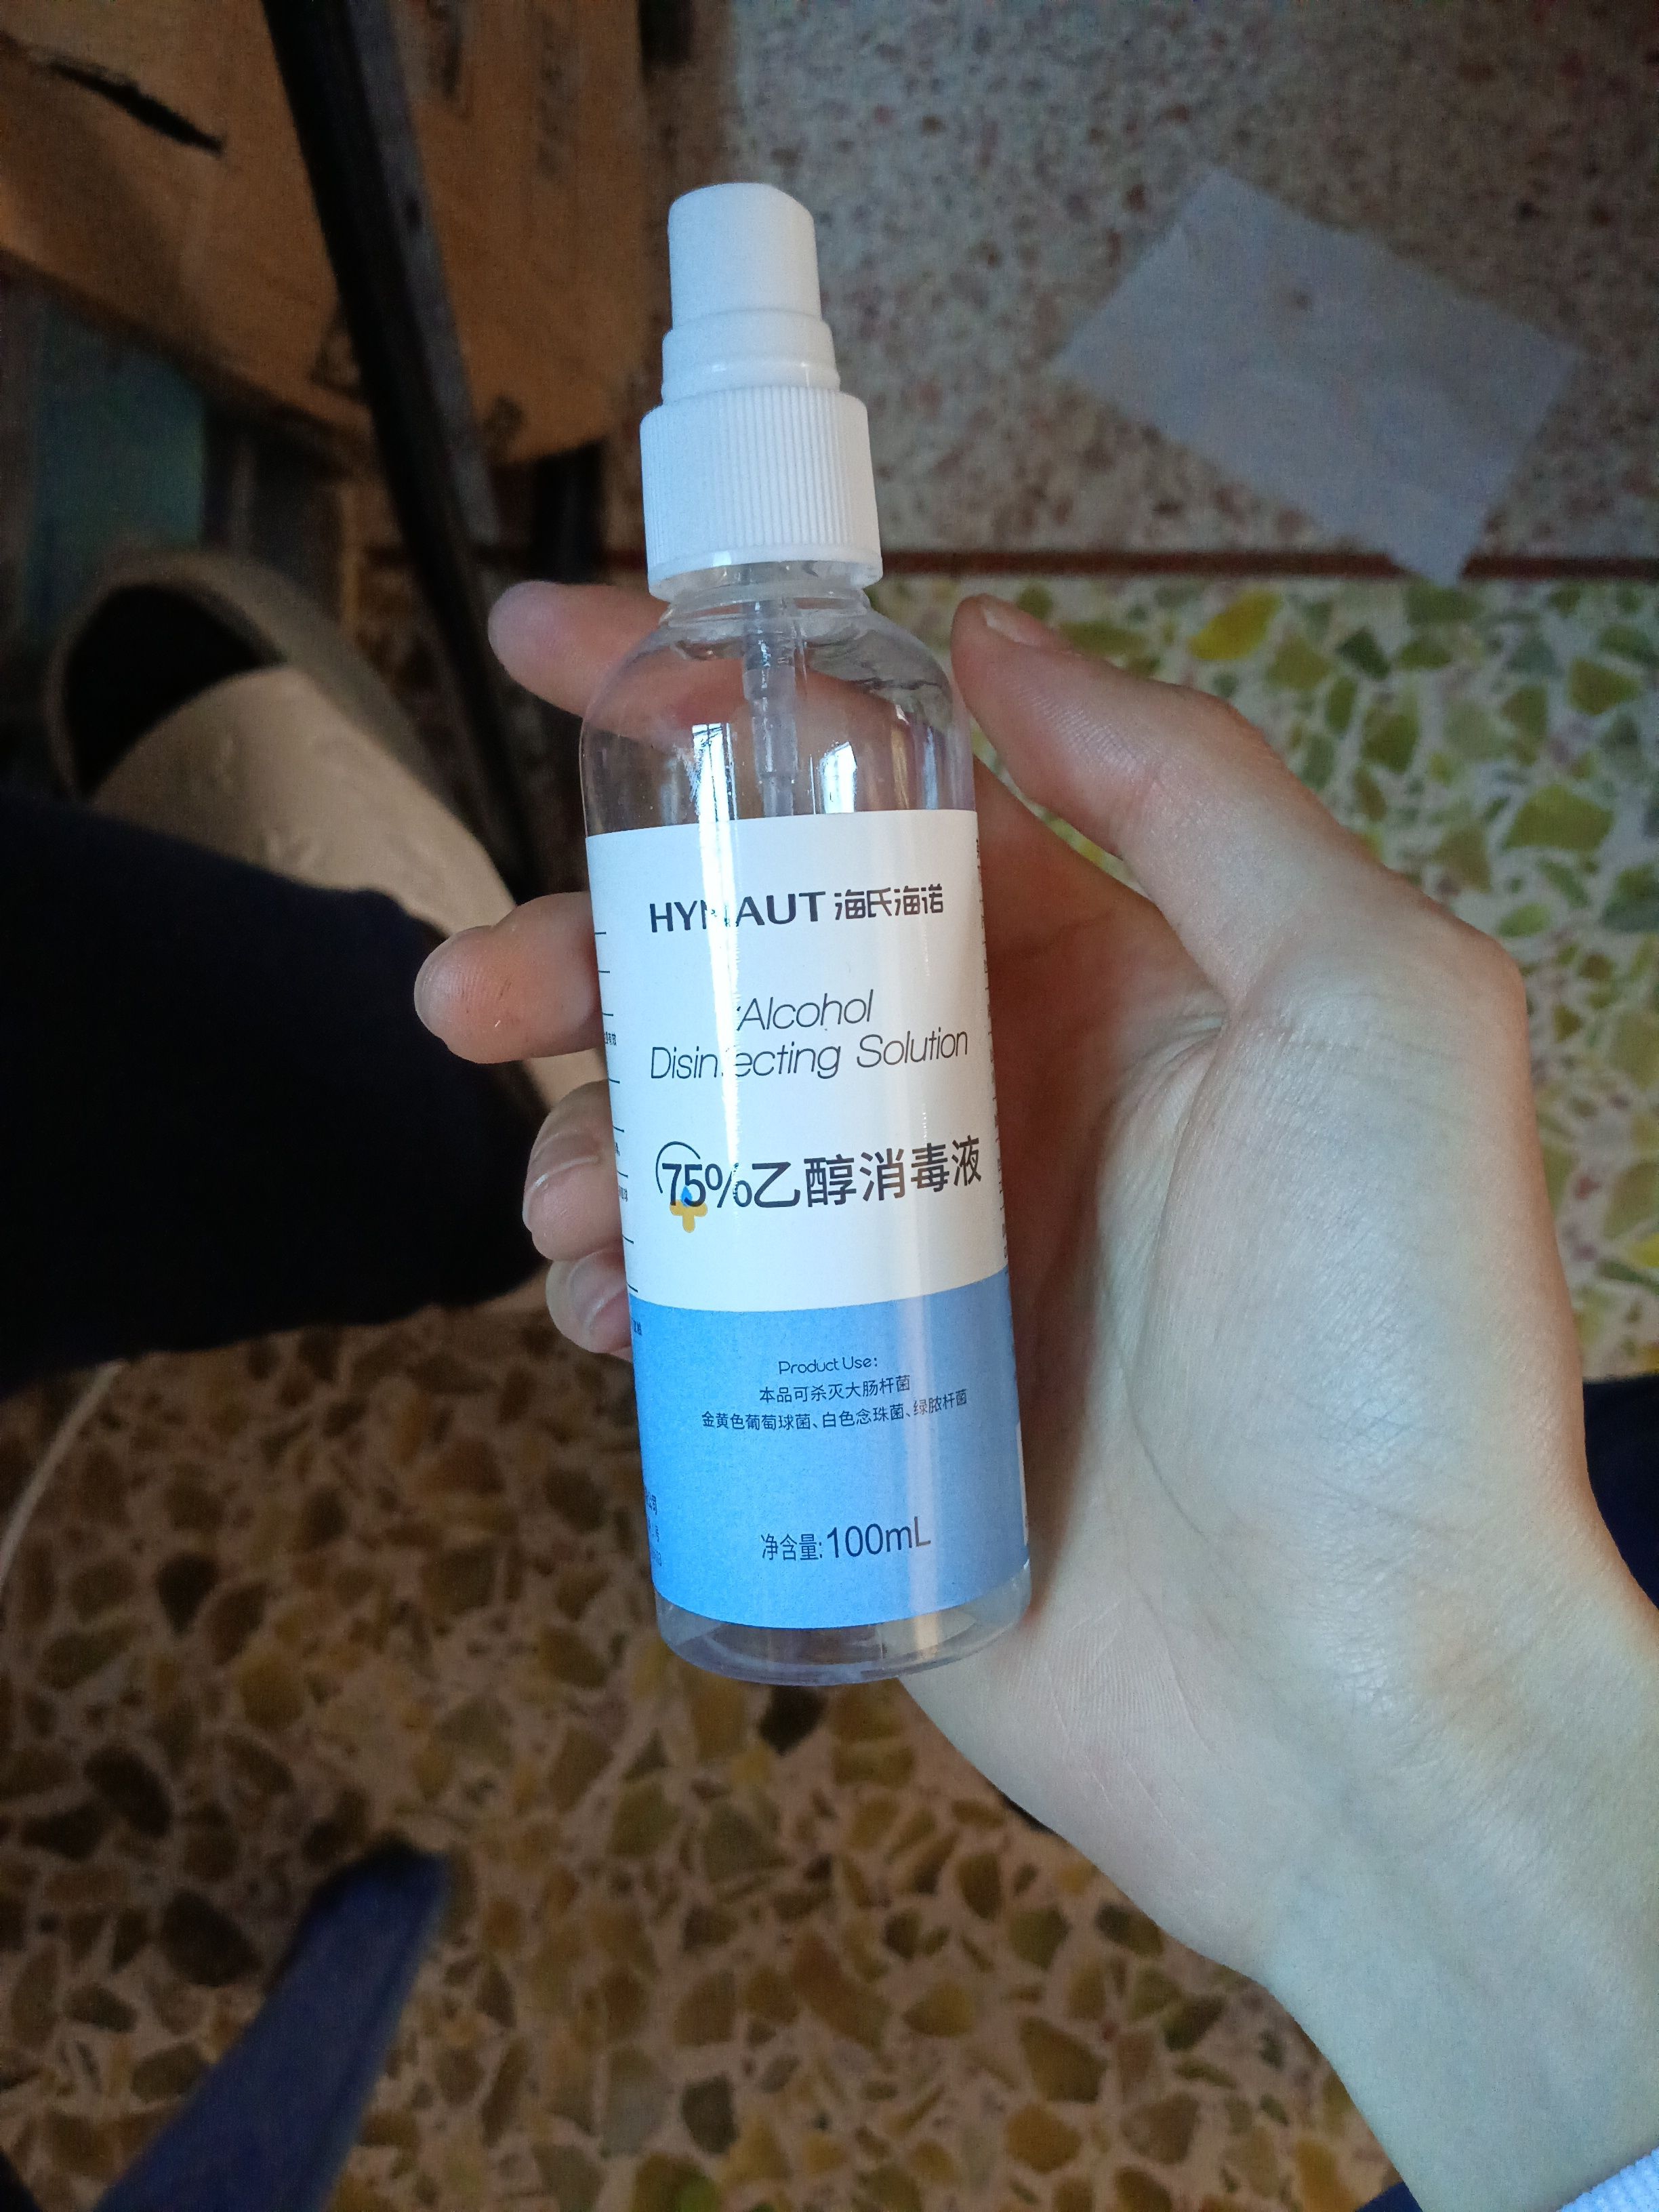 HYNAUT 海氏海诺
Alcohol
Disinfecting Solution
75%乙醇消毒液
Product Use:
本品可杀灭大肠杆菌
金黄色葡萄球菌、白色念珠菌、绿脓杆菌
净含量:100mL